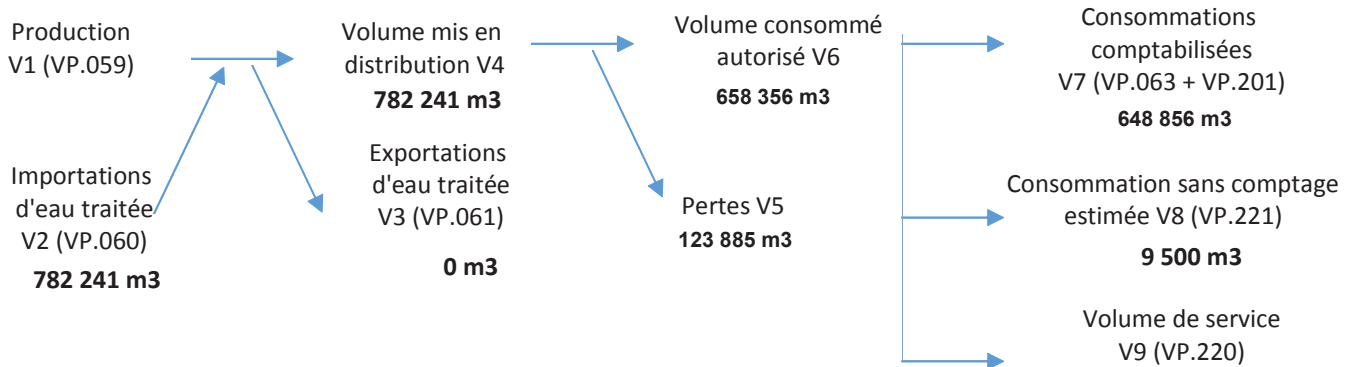 Production
V1 (VP.059)
Importations
d'eau traitée
V2 (VP.060)
782 241 m3
Volume mis en
distribution V4
782 241 m3
Exportations
d'eau traitée
V3 (VP.061)
0 m3
Volume consommé
autorisé V6
658 356 m3
Pertes V5
123 885 m3
Consommations
comptabilisées
V7 (VP.063 + VP.201)
648 856 m3
Consommation sans comptage
estimée V8 (VP.221)
9 500 m3
Volume de service
V9 (VP.220)